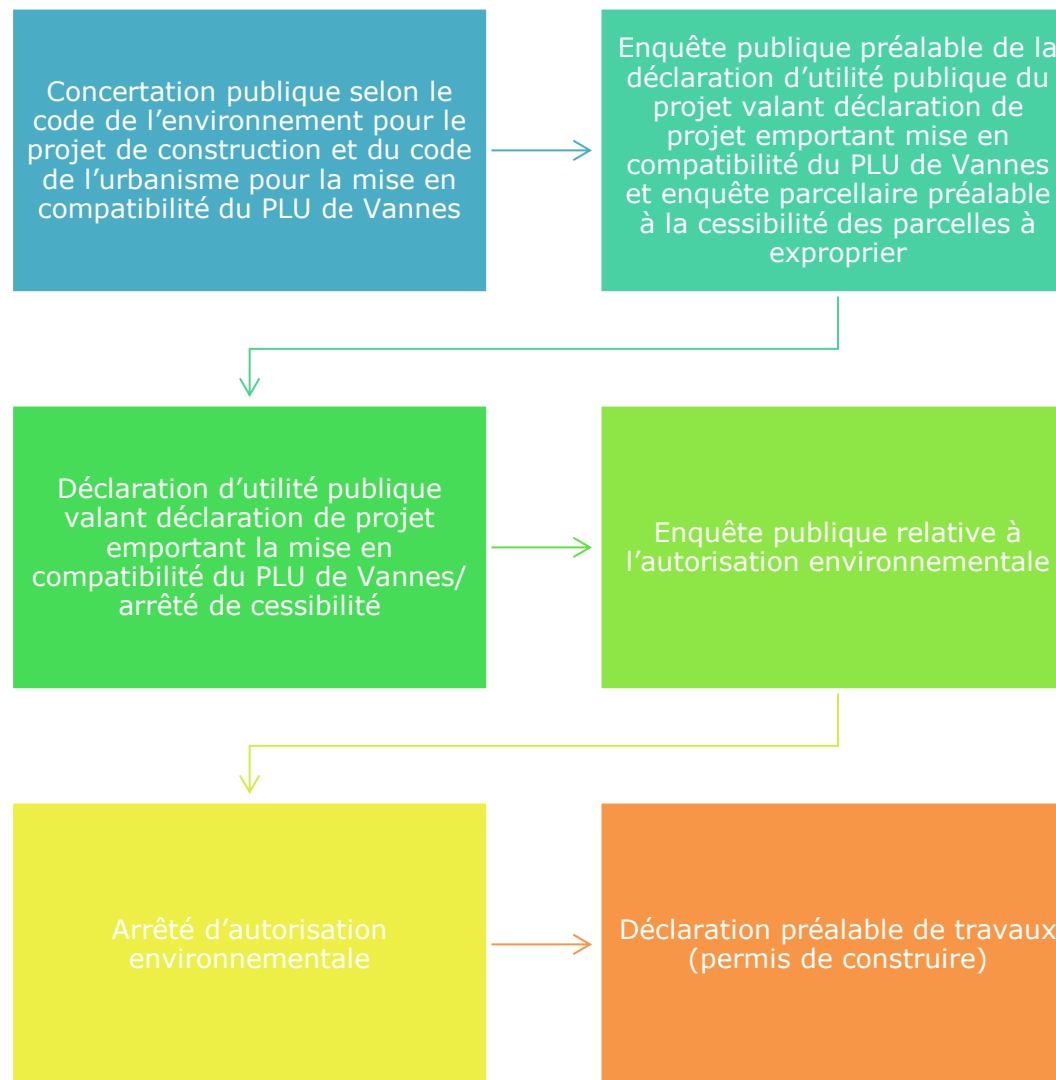 Concertation publique selon le
code de l’environnement pour le
projet de construction et du code
de l’urbanisme pour la mise en
compatibilité du PLU de Vannes
Enquête publique préalable de la
déclaration d’utilité publique du
projet valant déclaration de
projet emportant mise en
compatibilité du PLU de Vannes
et enquête parcellaire préalable
à la cessibilité des parcelles à
exproprier
Déclaration d’utilité publique
valant déclaration de projet
emportant la mise en
compatibilité du PLU de Vannes/
arrêté de cessibilité
Enquête publique relative à
l’autorisation environnementale
Arrêté d’autorisation
environnementale
Déclaration préalable de travaux
(permis de construire)